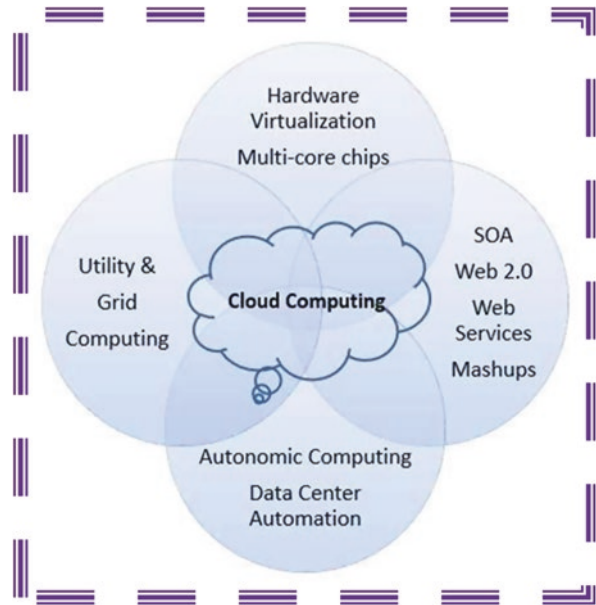 Hardware
Virtualization
Multi-core chips
Utility &
Grid
Computing
Cloud Computing
SOA
Web 2.0
Web
Services
Mashups
Autonomic Computing
Data Center
Automation